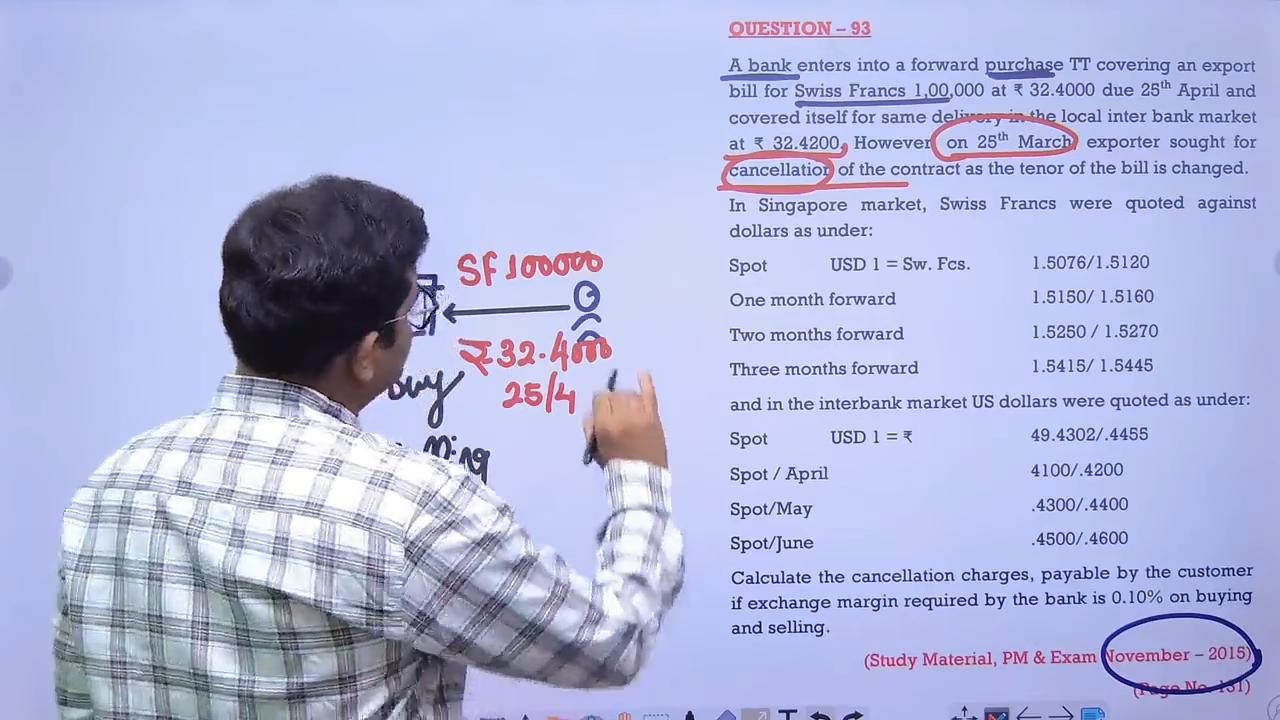 QUESTION – 93
A bank enters into a forward purchase TT covering an export
bill for Swiss Francs 1,00,000 at ₹ 32.4000 due 25th April and
covered itself for same delivery in the local inter bank market
at ₹ 32.4200. However on 25th March, exporter sought for
cancellation of the contract as the tenor of the bill is changed.
In Singapore market, Swiss Francs were quoted against
dollars as under:
Spot USD 1 = Sw. Fcs. 1.5076/1.5120
One month forward 1.5150/ 1.5160
Two months forward 1.5250 / 1.5270
Three months forward 1.5415/ 1.5445
and in the interbank market US dollars were quoted as under:
Spot USD 1 = ₹ 49.4302/.4455
Spot / April 4100/.4200
Spot/May .4300/.4400
Spot/June .4500/.4600
Calculate the cancellation charges, payable by the customer
if exchange margin required by the bank is 0.10% on buying
and selling.
(Study Material, PM & Exam November – 2015)
(Page No. 131)
SF 100000
₹32.4000
25/4
buy